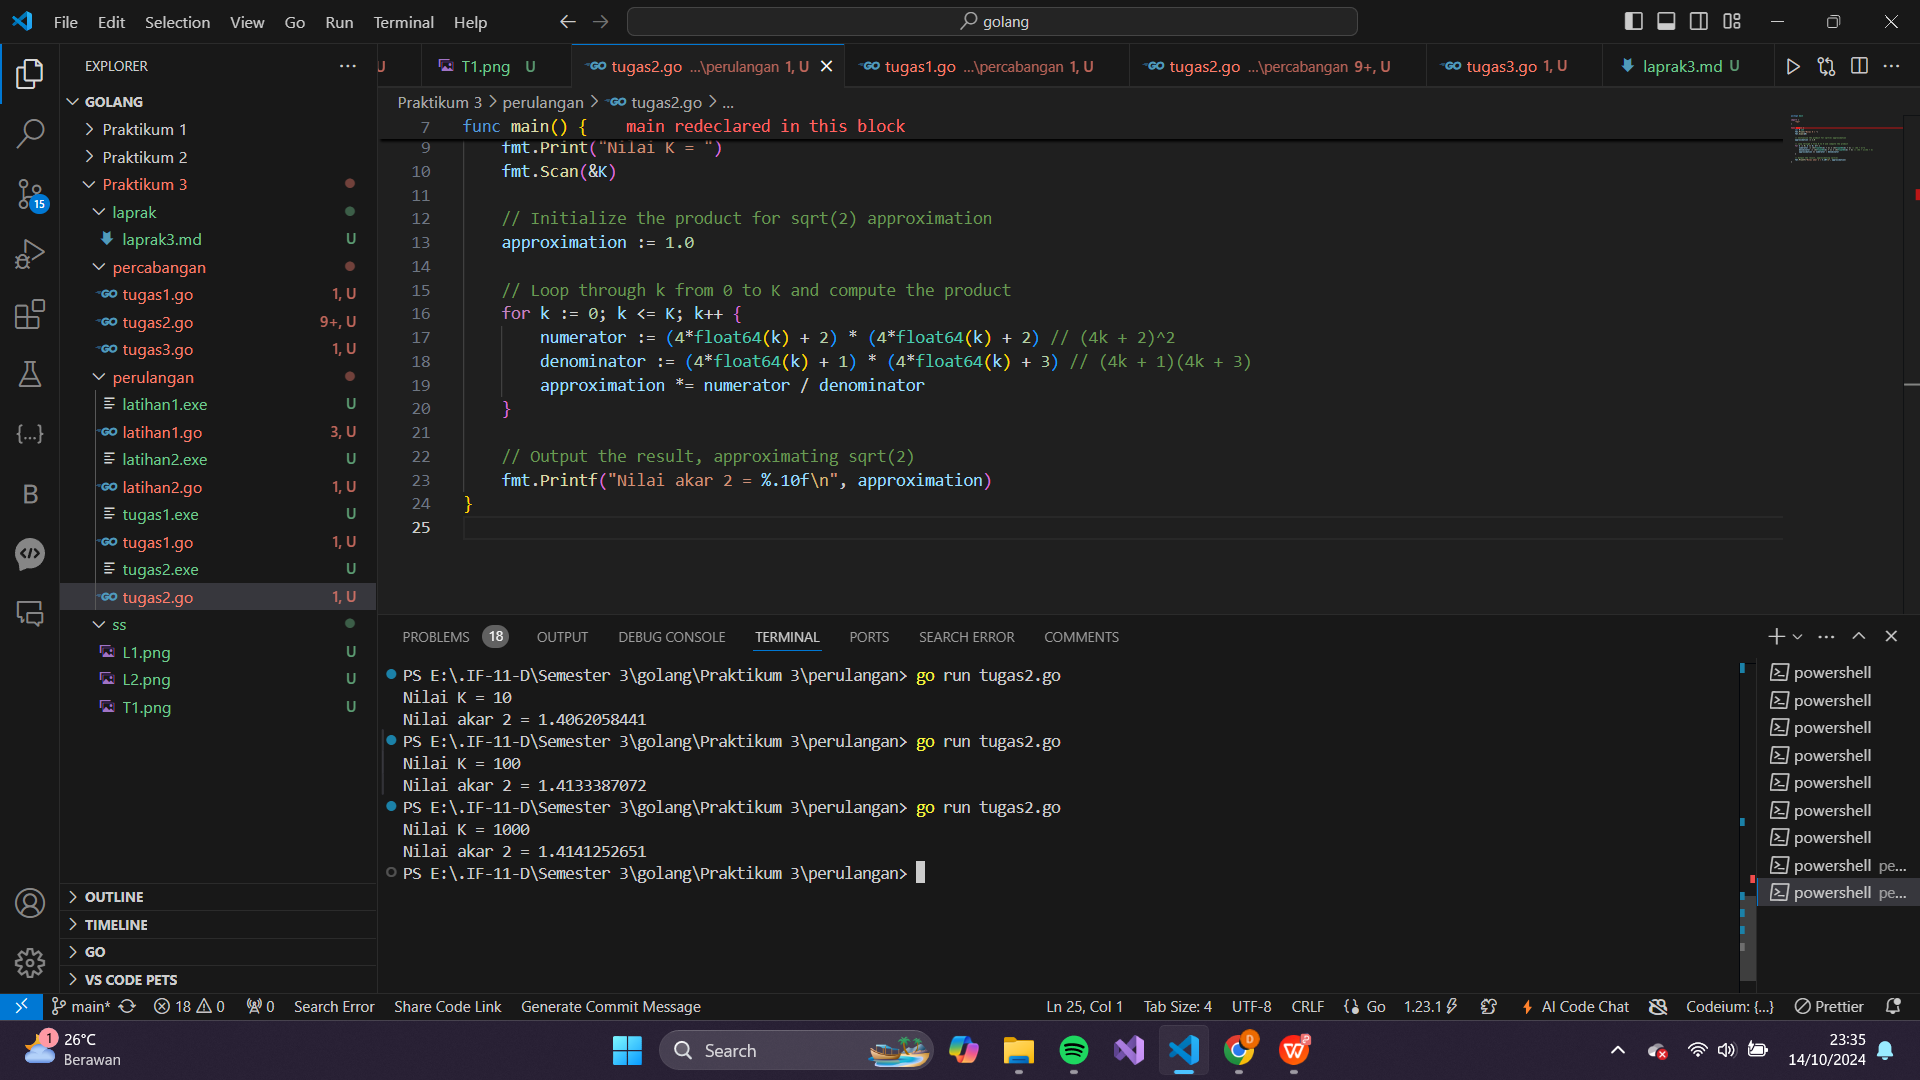 File Edit Selection View Go Run Terminal Help
golang
EXPLORER
GOLANG
Praktikum 1
Praktikum 2
Praktikum 3
laprak
laprak3.md U
percabangan
tugas1.go 1, U
tugas2.go 9+, U
tugas3.go 1, U
perulangan
latihan1.exe U
latihan1.go 3, U
latihan2.exe U
latihan2.go 1, U
tugas1.exe U
tugas1.go 1, U
tugas2.exe U
tugas2.go 1, U
ss
L1.png U
L2.png U
T1.png U
OUTLINE
TIMELINE
GO
VS CODE PETS
15
U T1.png U tugas2.go ...\perulangan 1, U tugas1.go ...\percabangan 1, U tugas2.go ...\percabangan 9+, U tugas3.go 1, U laprak3.md U
Praktikum 3 > perulangan > tugas2.go > ...
7 func main() { main redeclared in this block
9 fmt.Print("Nilai K = ")
10 fmt.Scan(&K)
11
12 // Initialize the product for sqrt(2) approximation
13 approximation := 1.0
14
15 // Loop through k from 0 to K and compute the product
16 for k := 0; k <= K; k++ {
17 numerator := (4*float64(k) + 2) * (4*float64(k) + 2) // (4k + 2)^2
18 denominator := (4*float64(k) + 1) * (4*float64(k) + 3) // (4k + 1)(4k + 3)
19 approximation *= numerator / denominator
20 }
21
22 // Output the result, approximating sqrt(2)
23 fmt.Printf("Nilai akar 2 = %.10f\n", approximation)
24 }
25
PROBLEMS 18 OUTPUT DEBUG CONSOLE TERMINAL PORTS SEARCH ERROR COMMENTS
PS E:\.IF-11-D\Semester 3\golang\Praktikum 3\perulangan> go run tugas2.go
Nilai K = 10
Nilai akar 2 = 1.4062058441
PS E:\.IF-11-D\Semester 3\golang\Praktikum 3\perulangan> go run tugas2.go
Nilai K = 100
Nilai akar 2 = 1.4133387072
PS E:\.IF-11-D\Semester 3\golang\Praktikum 3\perulangan> go run tugas2.go
Nilai K = 1000
Nilai akar 2 = 1.4141252651
PS E:\.IF-11-D\Semester 3\golang\Praktikum 3\perulangan>
powershell
powershell
powershell
powershell
powershell
powershell
powershell
powershell pe...
powershell pe...
main* 18 0 0 Search Error Share Code Link Generate Commit Message Ln 25, Col 1 Tab Size: 4 UTF-8 CRLF Go 1.23.1 AI Code Chat Codeium: {...} Prettier
1 26°C
Berawan
Search
23:35
14/10/2024